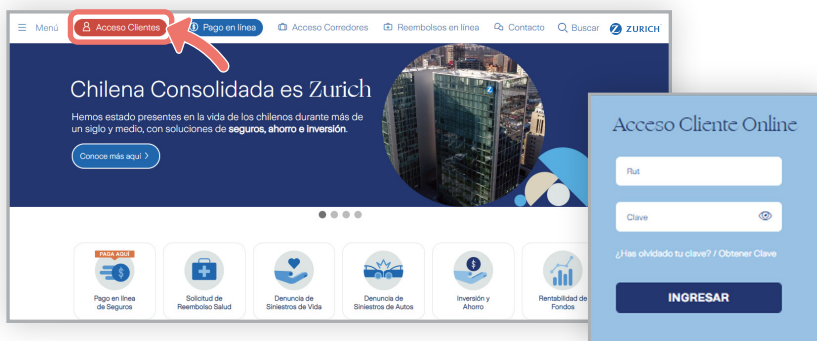 Menú
Acceso Clientes
Pago en línea
Acceso Corredores
Reembolsos en línea
Contacto
Buscar
ZURICH
Chilena Consolidada es Zurich
Hemos estado presentes en la vida de los chilenos durante más de
un siglo y medio, con soluciones de seguros, ahorro e inversión.
Conoce más aquí >
PAGA AQUÍ
Pago en línea
de Seguros
Solicitud de
Reembolso Salud
Denuncia de
Siniestros de Vida
Denuncia de
Siniestros de Autos
Inversión y
Ahorro
Rentabilidad de
Fondos
Acceso Cliente Online
Rut
Clave
¿Has olvidado tu clave? / Obtener Clave
INGRESAR